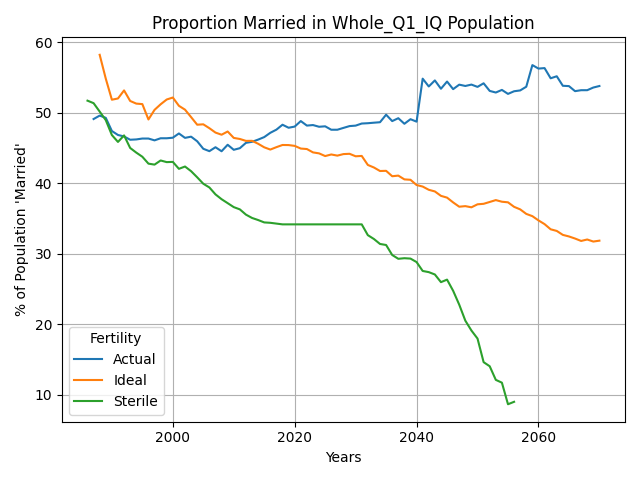 Proportion Married in Whole_Q1_IQ Population
% of Population 'Married'
60
50
40
30
20
10
Fertility
Actual
Ideal
Sterile
2000
2020
2040
2060
Years